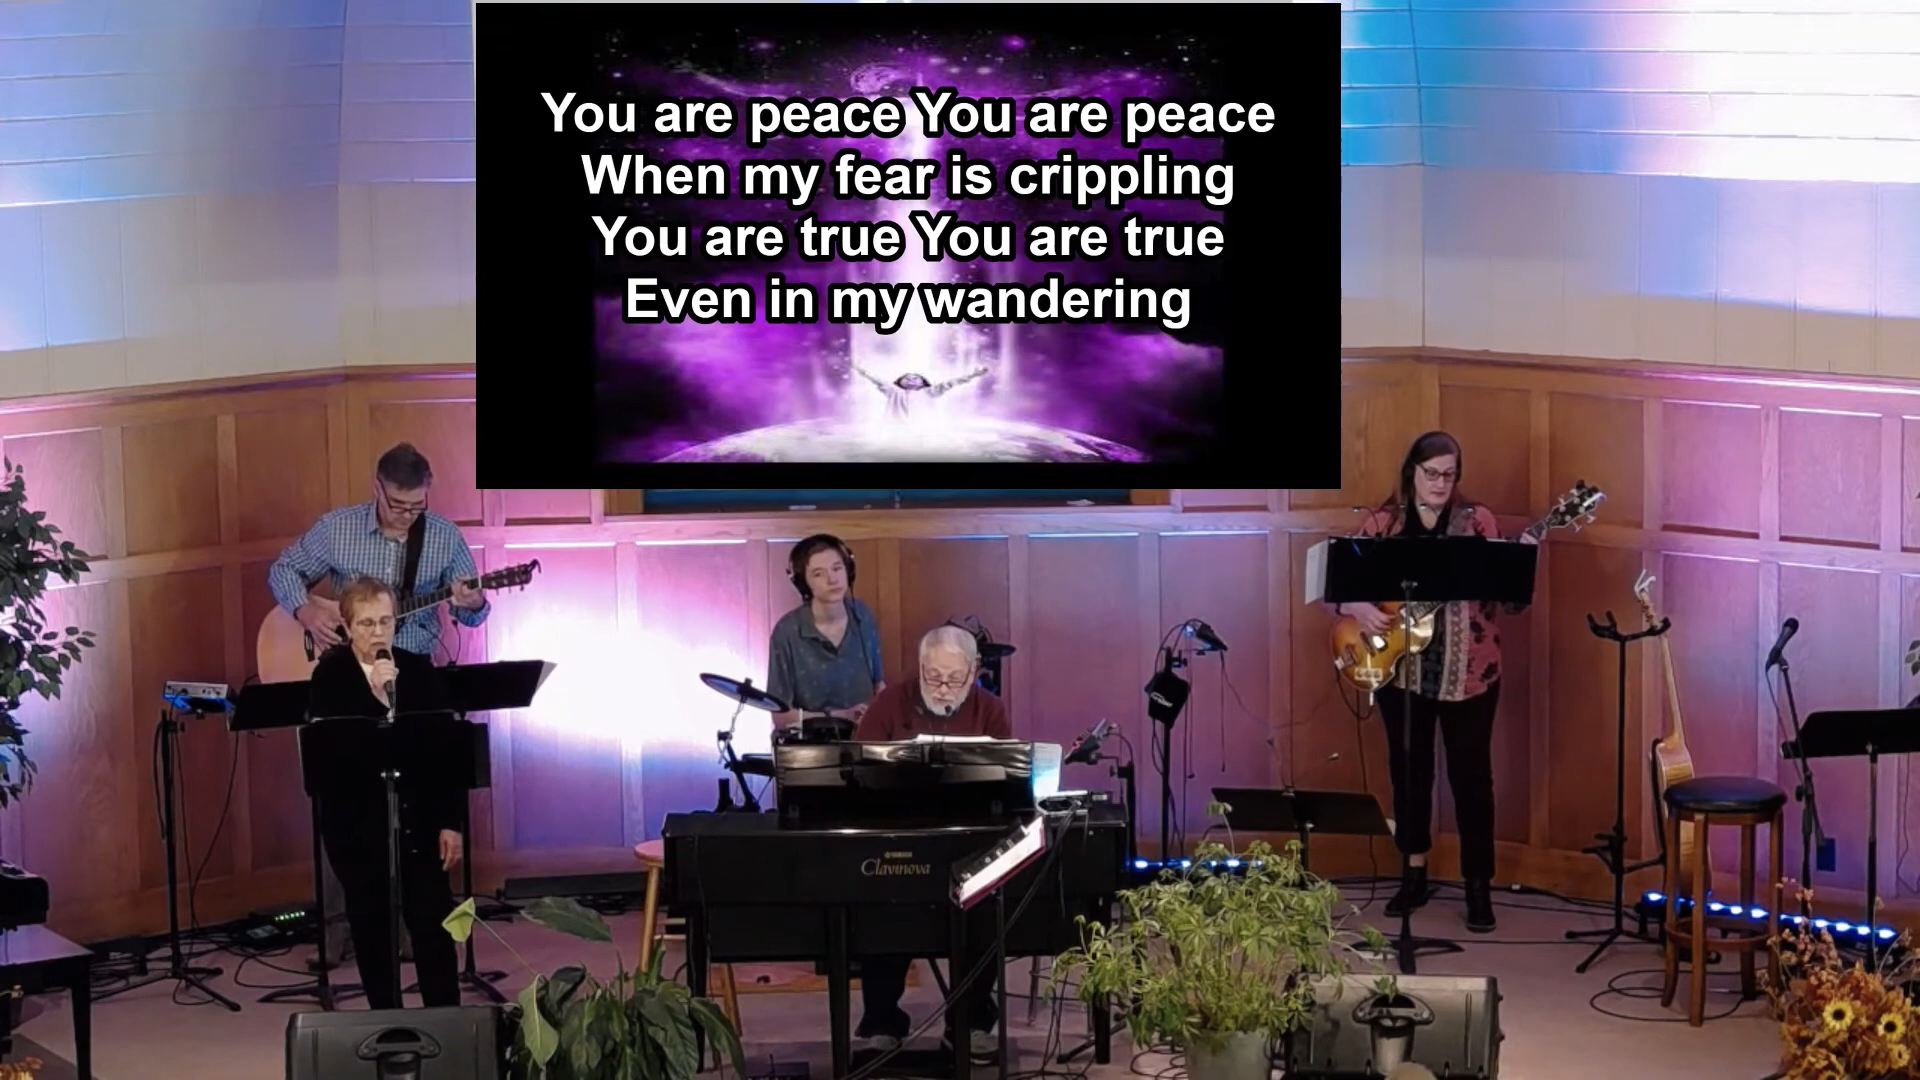 You are peace You are peace
When my fear is crippling
You are true You are true
Even in my wandering
YAMAHA
Clavinova